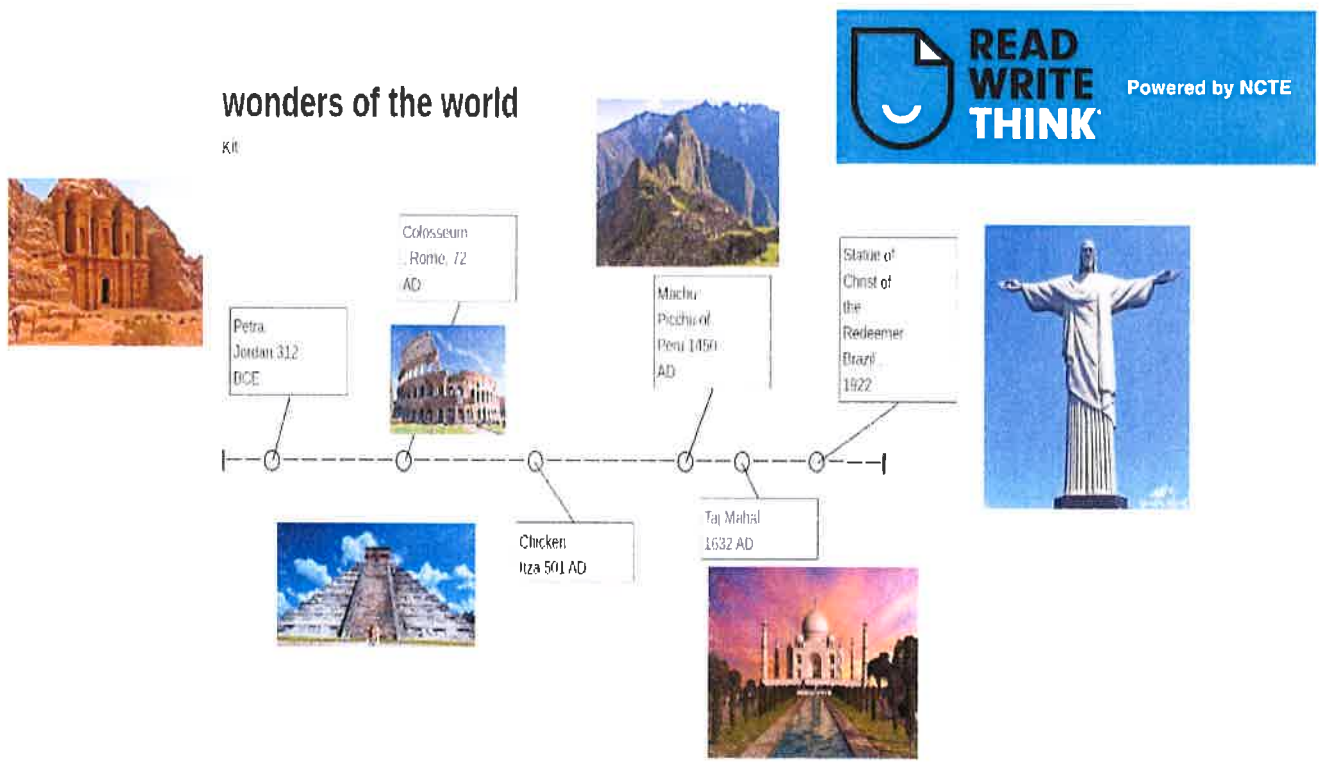 READ
WRITE
THINK
Powered by NCTE
wonders of the world
Kit
Colosseum
, Rome, 72
AD
Petra,
Jordan 312
BCE
Machu
Picchu of
Peru 1450
AD
Statue of
Christ of
the
Redeemer
Brazil,
1922
Chicken
Itza 501 AD
Taj Mahal
1632 AD